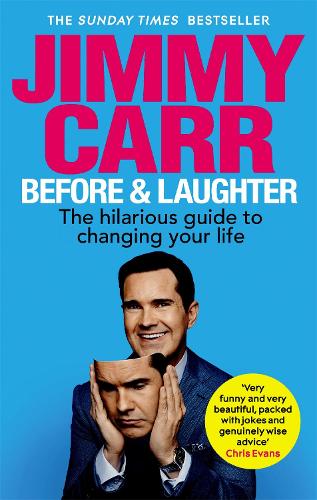 THE SUNDAY TIMES BESTSELLER
JIMMY
CARR
BEFORE & LAUGHTER
The hilarious guide to
changing your life
‘Very
funny and very
beautiful, packed
with jokes and
genuinely wise
advice’
Chris Evans